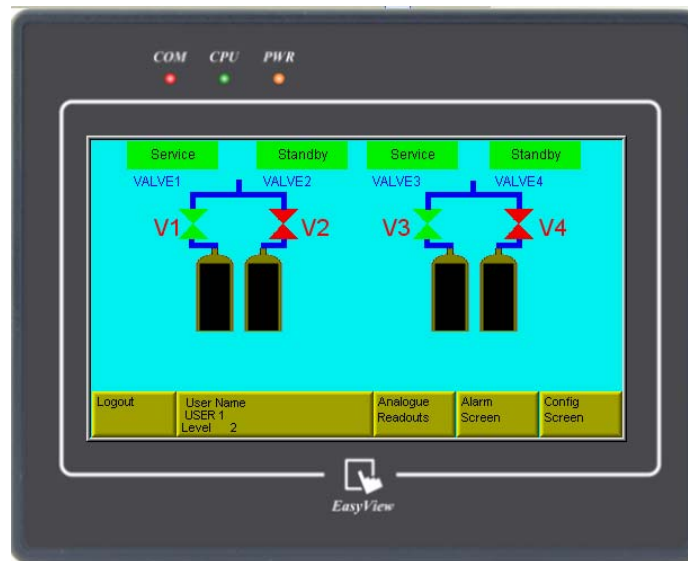 COM CPU PWR
Service Standby Service Standby
VALVE1 VALVE2 VALVE3 VALVE4
V1 V2 V3 V4
Logout
User Name
USER 1
Level 2
Analogue
Readouts
Alarm
Screen
Config
Screen
EasyView